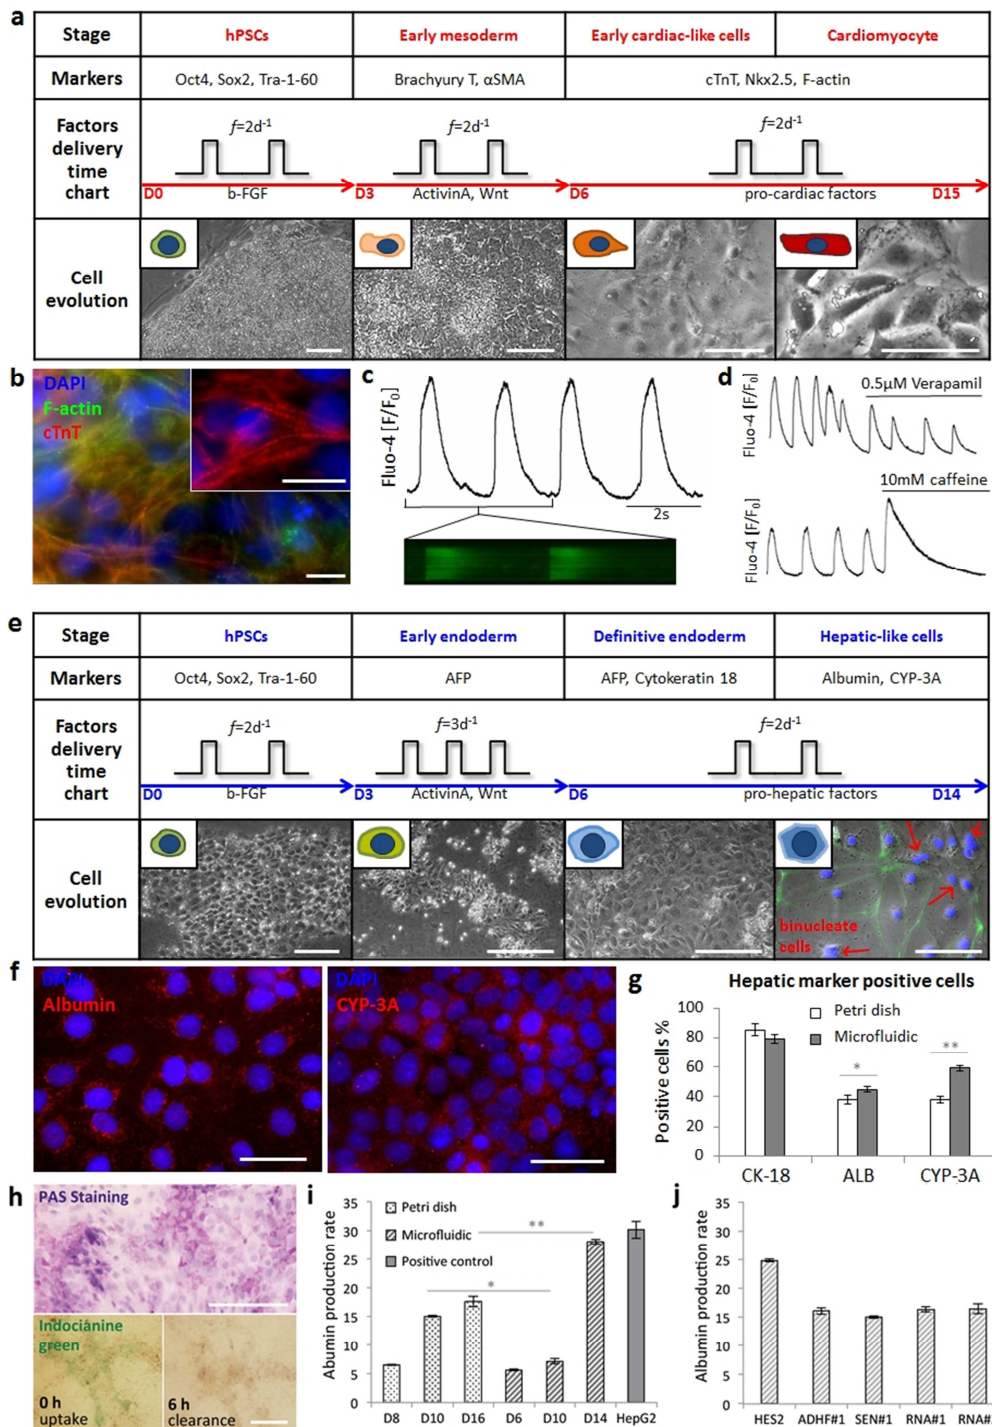 a
Stage hPSCs Early mesoderm Early cardiac-like cells Cardiomyocyte
Markers Oct4, Sox2, Tra-1-60 Brachyury T, αSMA cTnT, Nkx2.5, F-actin
Factors delivery time chart
f=2d-1 f=2d-1 f=2d-1
D0 b-FGF D3 ActivinA, Wnt D6 pro-cardiac factors D15
Cell evolution
b
DAPI
F-actin
cTnT
c
Fluo-4 [F/F0]
2s
d
Fluo-4 [F/F0]
0.5μM Verapamil
Fluo-4 [F/F0]
10mM caffeine
e
Stage hPSCs Early endoderm Definitive endoderm Hepatic-like cells
Markers Oct4, Sox2, Tra-1-60 AFP AFP, Cytokeratin 18 Albumin, CYP-3A
Factors delivery time chart
f=2d-1 f=3d-1 f=2d-1
D0 b-FGF D3 ActivinA, Wnt D6 pro-hepatic factors D14
Cell evolution
binucleate
cells
f
DAPI
Albumin
DAPI
CYP-3A
g
Hepatic marker positive cells
Petri dish
Microfluidic
Positive cells %
100
80
60
40
20
0
* **
CK-18 ALB CYP-3A
h
PAS Staining
Indocianine
green
0 h
uptake
6 h
clearance
i
Albumin production rate
35
30
25
20
15
10
5
0
Petri dish
Microfluidic
Positive control
**
*
D8 D10 D16 D6 D10 D14 HepG2
j
Albumin production rate
35
30
25
20
15
10
5
0
HES2 ADHF#1 SEN#1 RNA#1